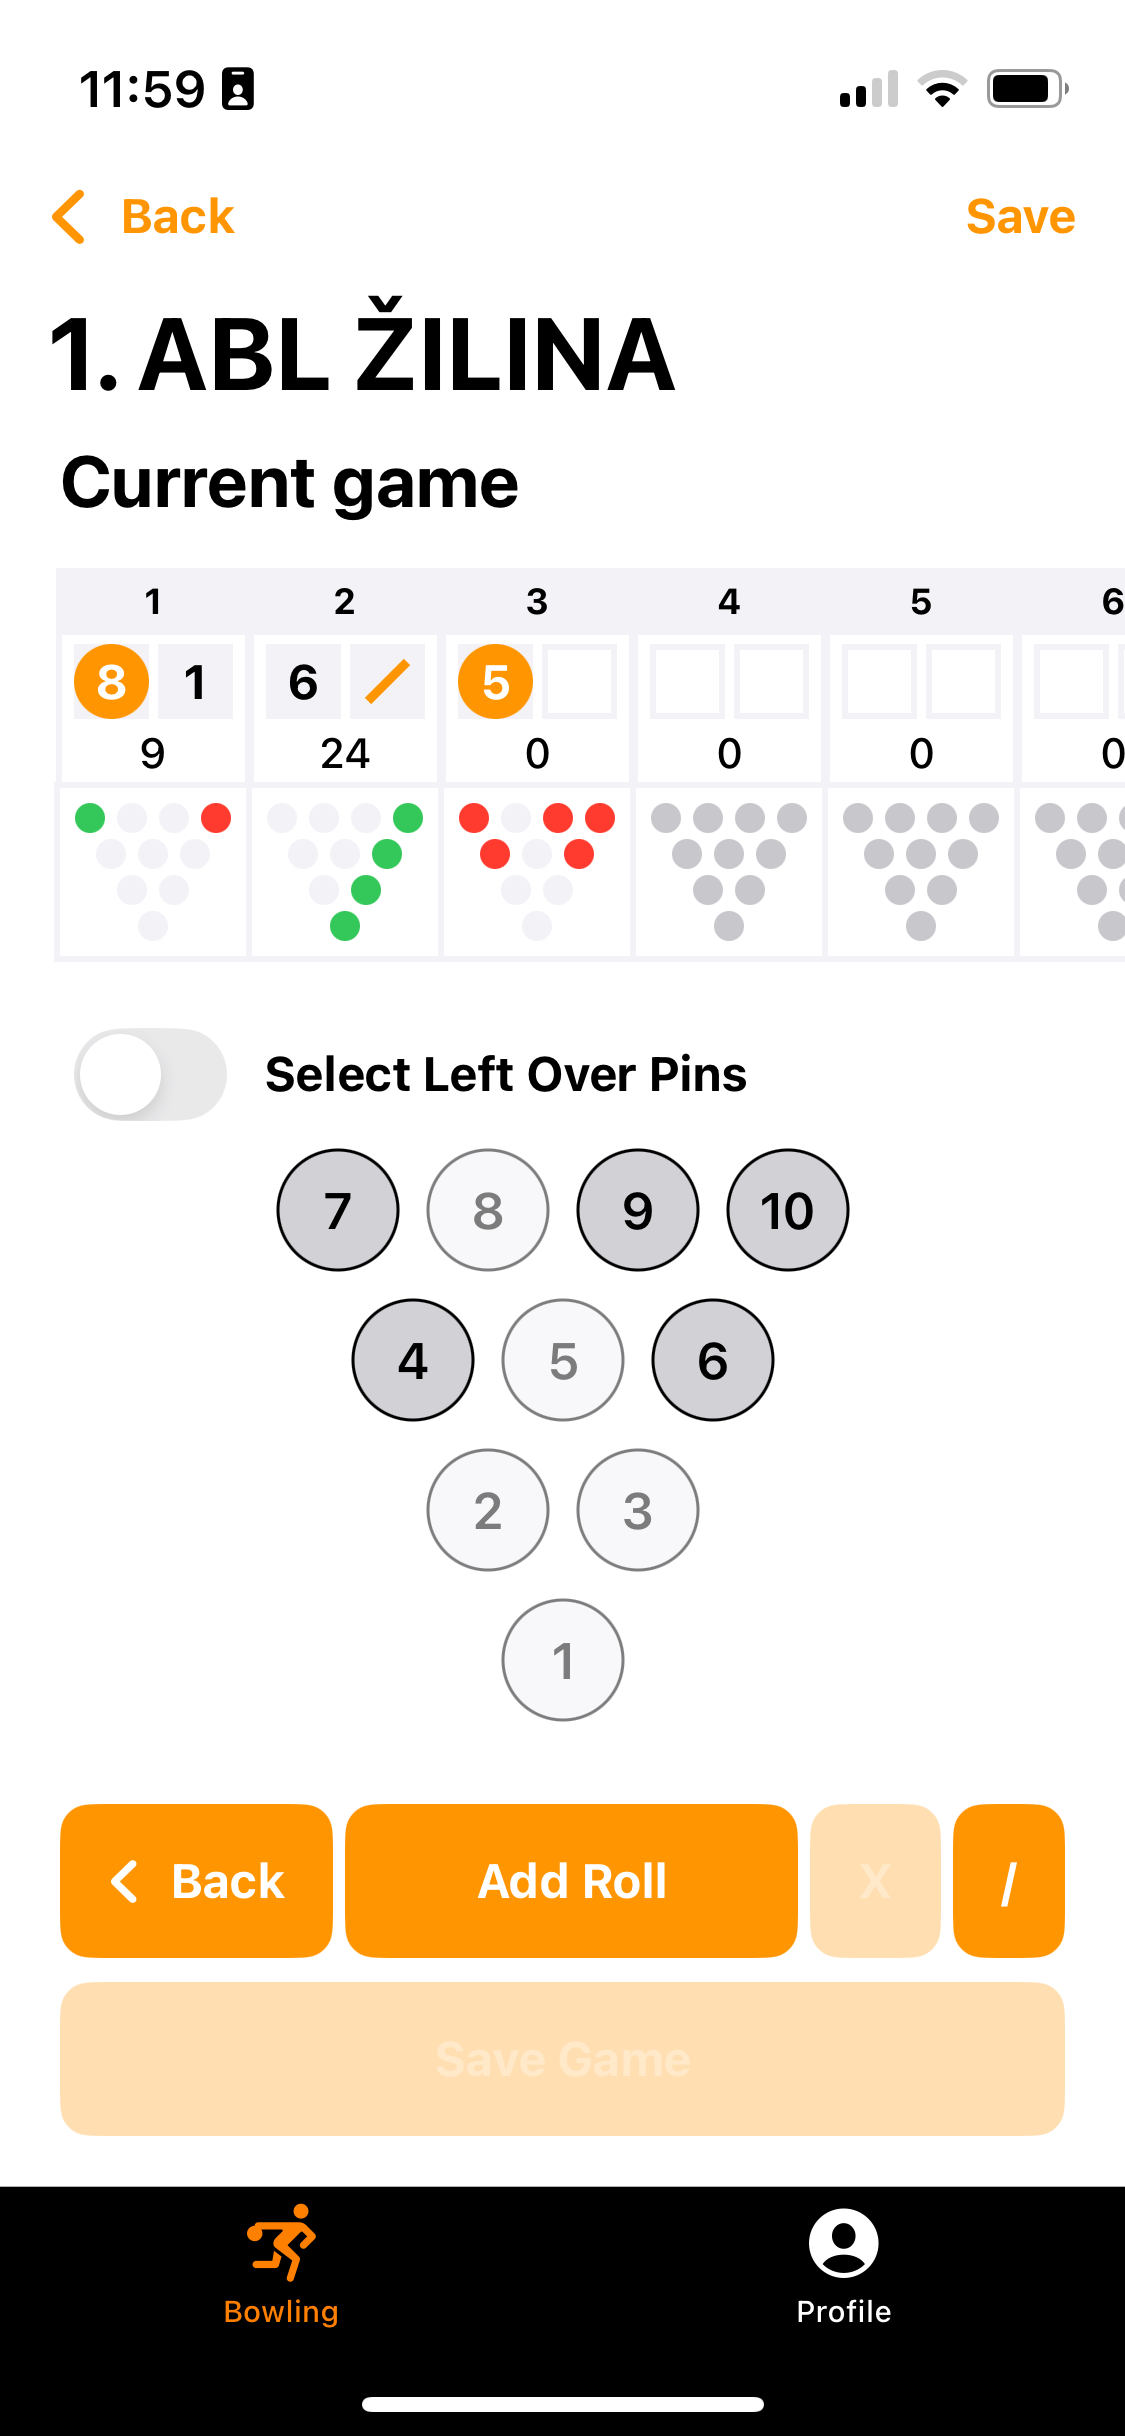 11:59
Back
Save
1. ABL ŽILINA
Current game
1 2 3 4 5 6
8 1 6 / 5
9 24 0 0 0 0
Select Left Over Pins
7 8 9 10
4 5 6
2 3
1
Back Add Roll X /
Save Game
Bowling Profile